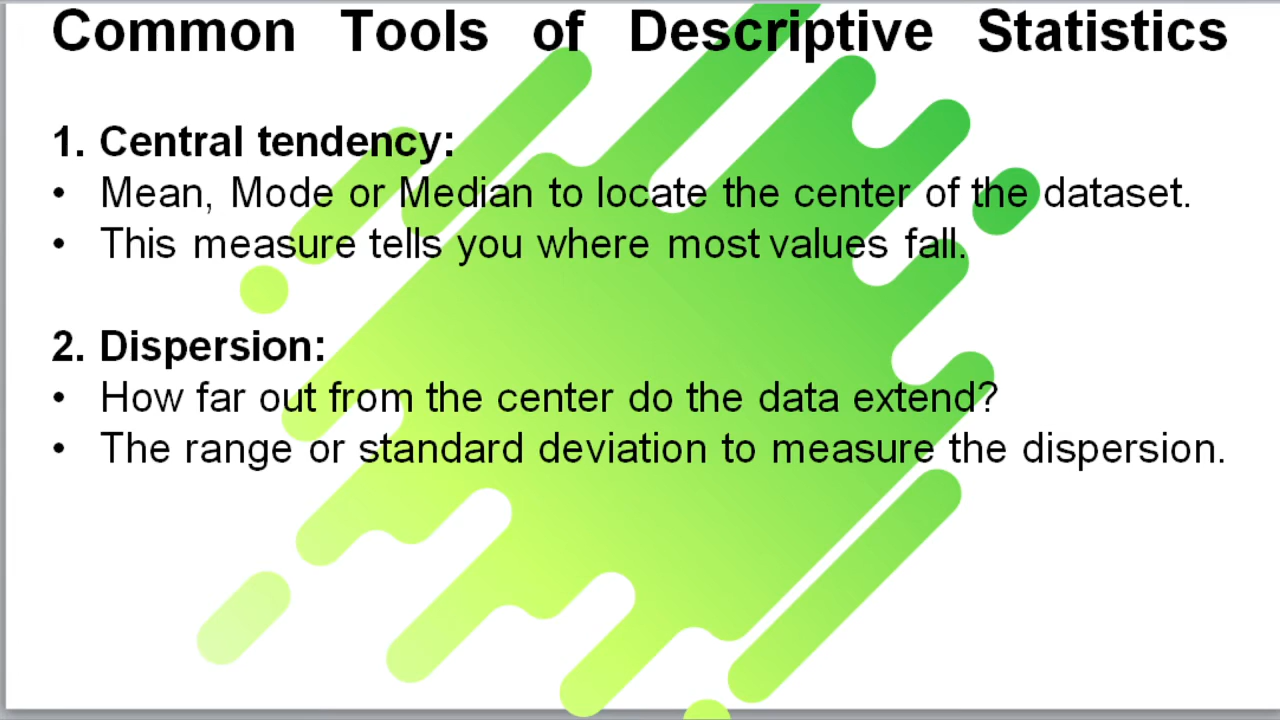 Common Tools of Descriptive Statistics
1. Central tendency:
• Mean, Mode or Median to locate the center of the dataset.
• This measure tells you where most values fall.
2. Dispersion:
• How far out from the center do the data extend?
• The range or standard deviation to measure the dispersion.